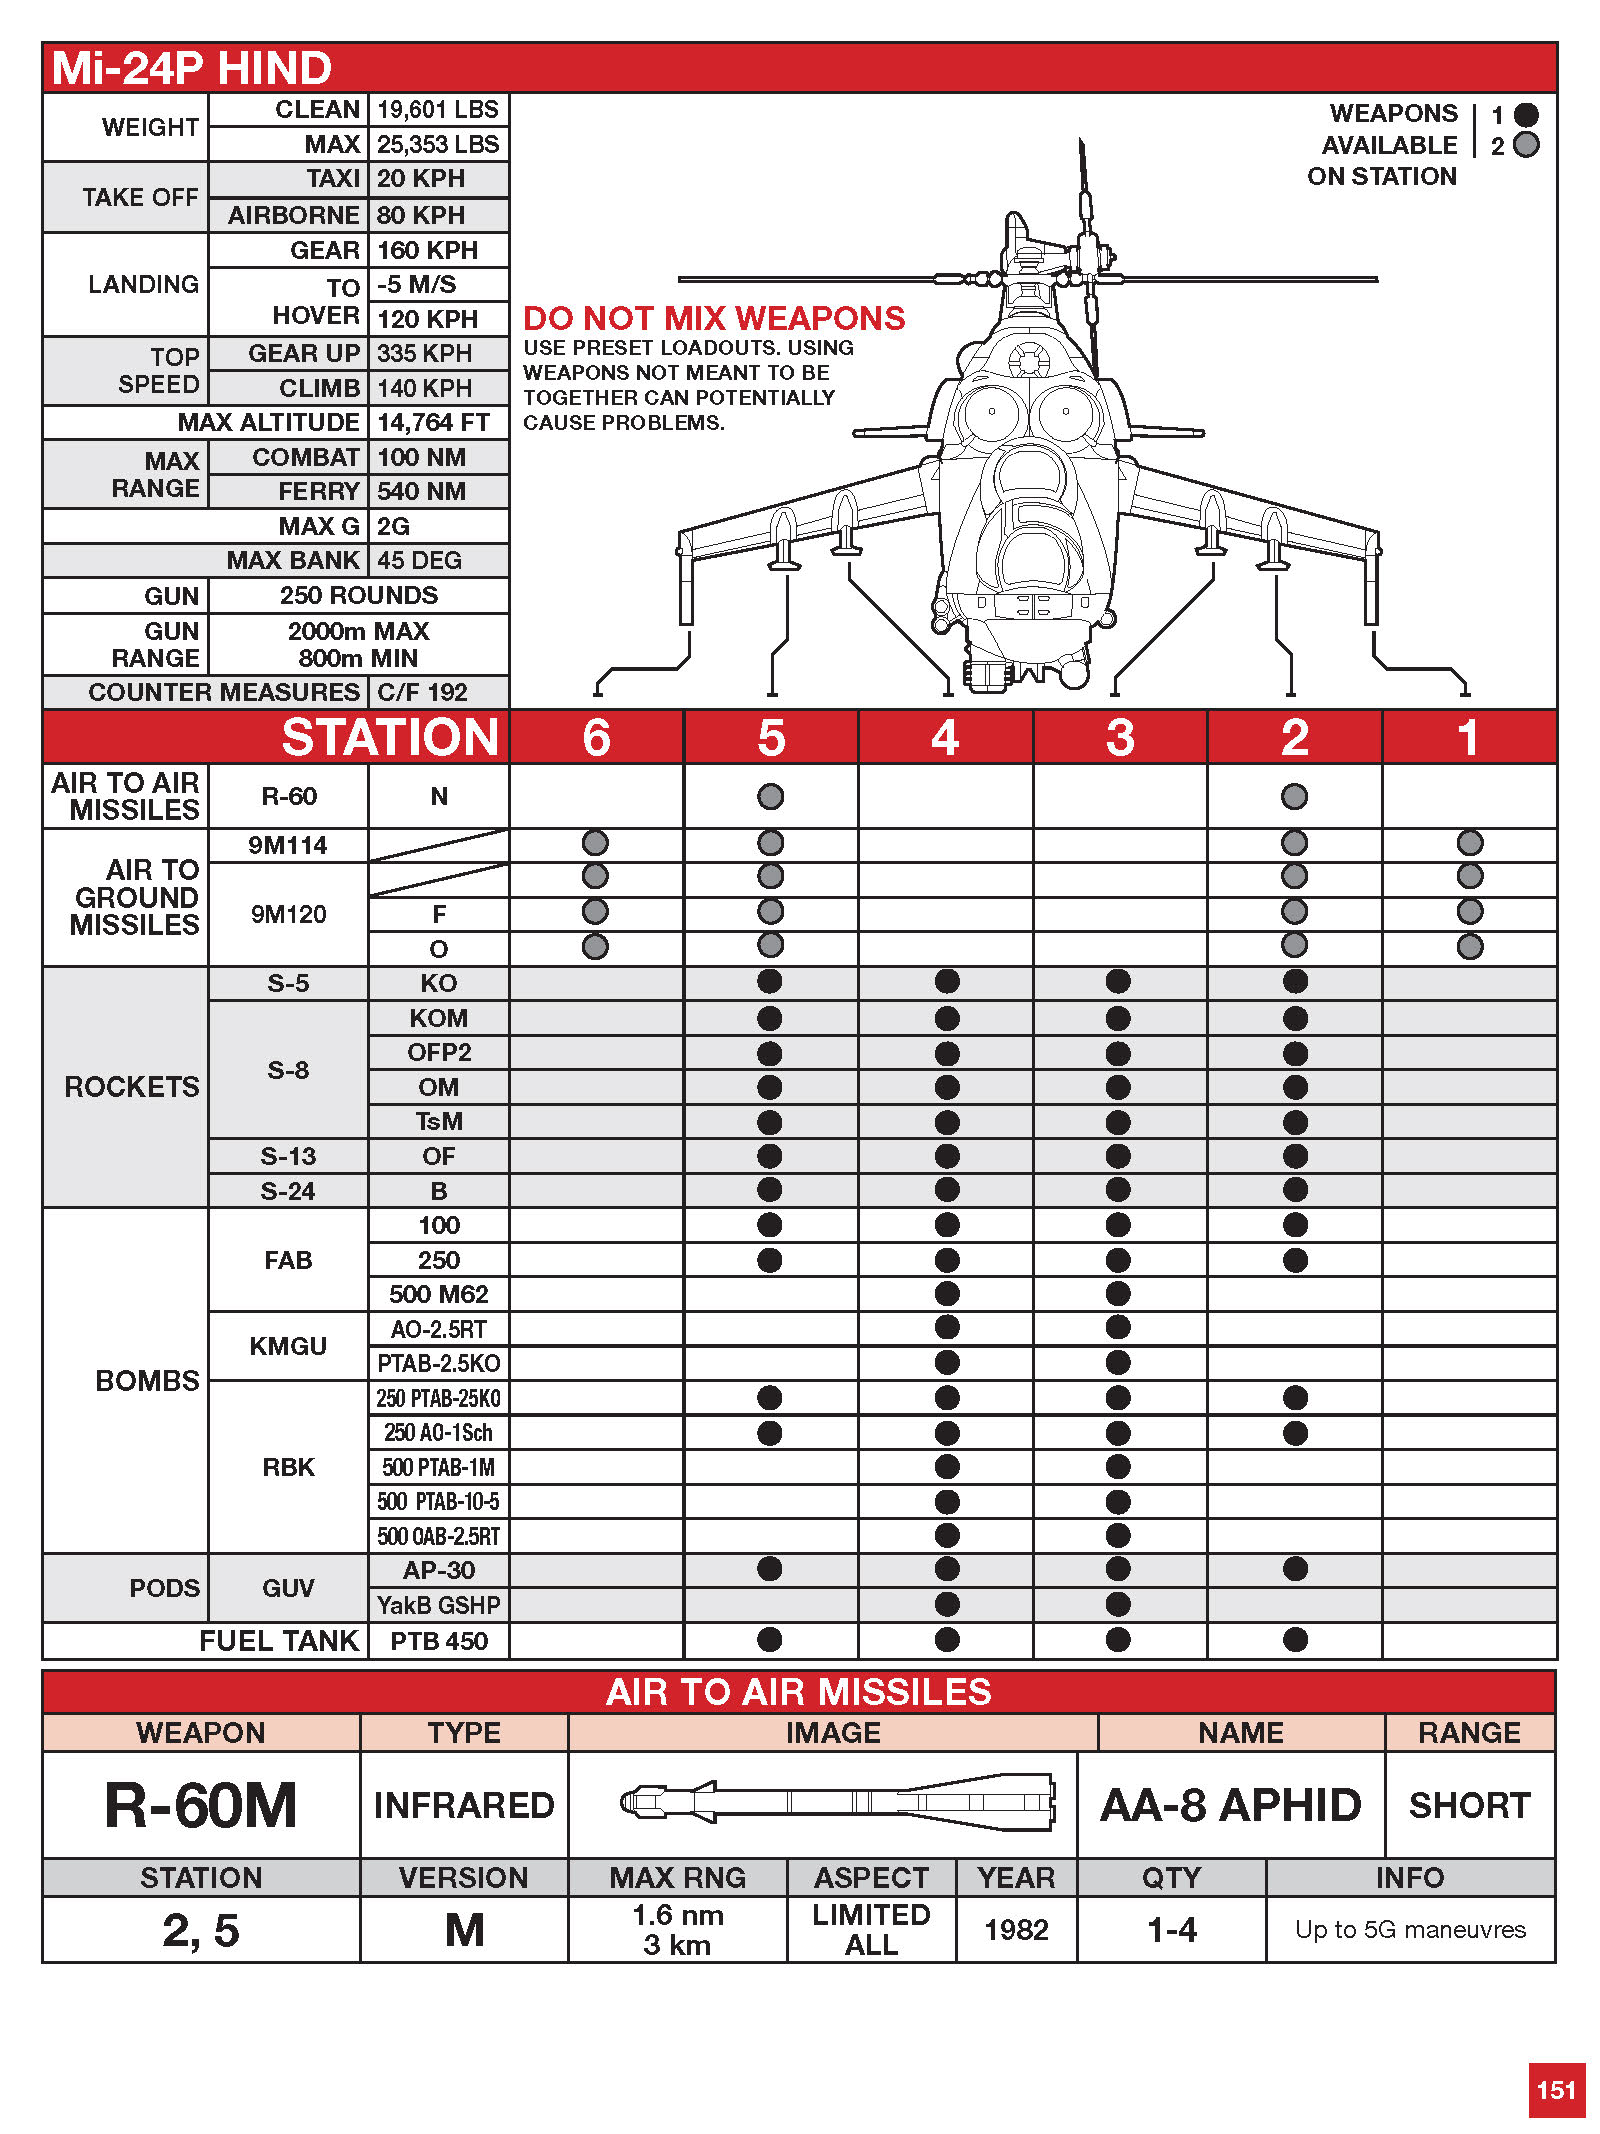 Mi-24P HIND
WEIGHT CLEAN 19,601 LBS
MAX 25,353 LBS
TAKE OFF TAXI 20 KPH
AIRBORNE 80 KPH
LANDING GEAR 160 KPH
TO HOVER -5 M/S
120 KPH
TOP SPEED GEAR UP 335 KPH
CLIMB 140 KPH
MAX ALTITUDE 14,764 FT
MAX RANGE COMBAT 100 NM
FERRY 540 NM
MAX G 2G
MAX BANK 45 DEG
GUN 250 ROUNDS
GUN RANGE 2000m MAX
800m MIN
COUNTER MEASURES C/F 192
WEAPONS AVAILABLE ON STATION
1
2
DO NOT MIX WEAPONS
USE PRESET LOADOUTS. USING
WEAPONS NOT MEANT TO BE
TOGETHER CAN POTENTIALLY
CAUSE PROBLEMS.
STATION 6 5 4 3 2 1
AIR TO AIR MISSILES R-60 N
AIR TO GROUND MISSILES 9M114
9M120
F
O
ROCKETS S-5 KO
S-8 KOM
OFP2
OM
TsM
S-13 OF
S-24 B
BOMBS FAB 100
250
500 M62
KMGU AO-2.5RT
PTAB-2.5KO
RBK 250 PTAB-25KO
250 AO-1Sch
500 PTAB-1M
500 PTAB-10-5
500 OAB-2.5RT
PODS GUV AP-30
YakB GSHP
FUEL TANK PTB 450
AIR TO AIR MISSILES
WEAPON TYPE IMAGE NAME RANGE
R-60M INFRARED AA-8 APHID SHORT
STATION VERSION MAX RNG ASPECT YEAR QTY INFO
2, 5 M 1.6 nm 3 km LIMITED ALL 1982 1-4 Up to 5G maneuvres
151